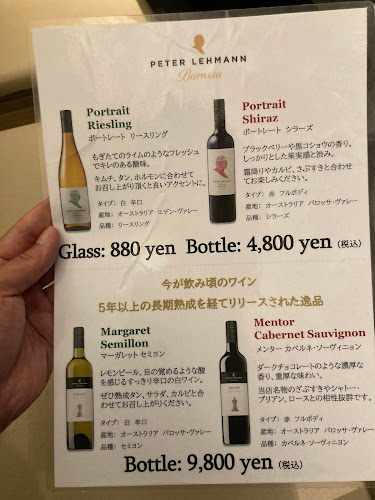 PETER LEHMANN
Barossa
Portrait
Riesling
ポートレート リースリング
もぎたてのライムのようなフレッシュ
でキレのある酸味。
キムチ、タン、ホルモンに合わせて
お召し上がり頂くと良いアクセントに。
タイプ：白 辛口
産地：オーストラリア エデン・ヴァレー
品種：リースリング
Portrait
Shiraz
ポートレート シラーズ
ブラックベリーや黒コショウの香り。
しっかりとした果実感と渋み。
霜降りやカルビ、ざぶすきと合わせ
てお楽しみください。
タイプ：赤 フルボディ
産地：オーストラリア バロッサ・ヴァレー
品種：シラーズ
Glass: 880 yen Bottle: 4,800 yen (税込)
今が飲み頃のワイン
5年以上の長期熟成を経てリリースされた逸品
Margaret
Semillon
マーガレット セミヨン
レモンピール、目の覚めるような酸
を感じるすっきり辛口の白ワイン。
ぜひ熟成タン、サラダ、カルビと合
わせてお召し上がりください。
タイプ：白 辛口
産地：オーストラリア バロッサ・ヴァレー
品種：セミヨン
Mentor
Cabernet Sauvignon
メンター カベルネ・ソーヴィニョン
ダークチョコレートのような濃厚な
香り、重厚な味わい。
当店名物のざぶすきやシャトー・
ブリアン、ロースとの相性抜群です。
タイプ：赤 フルボディ
産地：オーストラリア バロッサ・ヴァレー
品種：カベルネ・ソーヴィニョン
Bottle: 9,800 yen (税込)